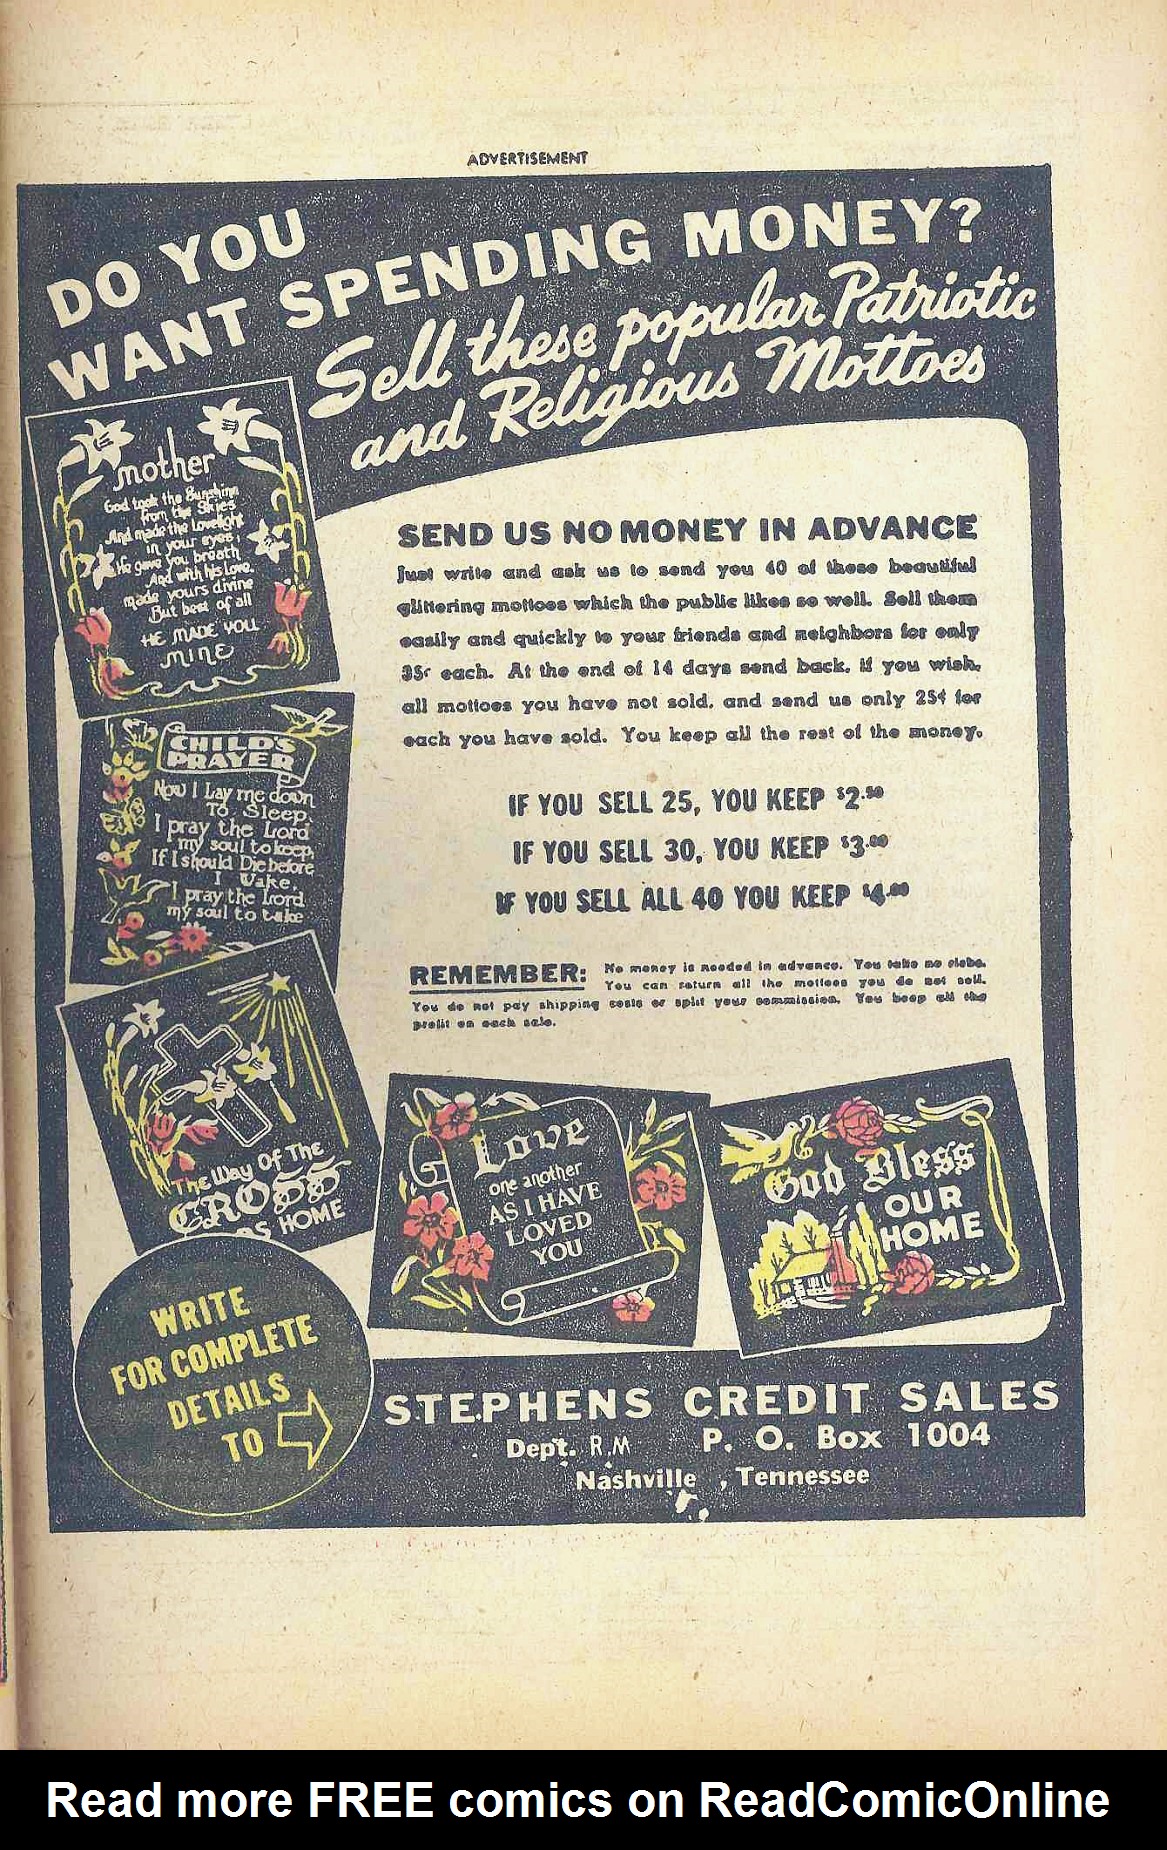 ADVERTISEMENT
DO YOU
WANT SPENDING MONEY?
Sell these popular Patriotic
and Religious Mottoes
mother
God took the Sunshine
from the Skies
And made the Lovelight
in your eyes;
He gave you breath
And with his Love
made yours divine
But best of all
HE MADE YOU
MINE
CHILD'S
PRAYER
Now I Lay me down
To Sleep,
I pray the Lord
my soul to keep,
If I should Die before
I Wake,
I pray the Lord
my soul to take
The Way Of The
CROSS
HOME
SEND US NO MONEY IN ADVANCE
Just write and ask us to send you 40 of these beautiful
glittering mottoes which the public likes so well. Sell them
easily and quickly to your friends and neighbors for only
35c each. At the end of 14 days send back, if you wish,
all mottoes you have not sold, and send us only 25¢ for
each you have sold. You keep all the rest of the money.
IF YOU SELL 25, YOU KEEP $2.50
IF YOU SELL 30, YOU KEEP $3.00
IF YOU SELL ALL 40 YOU KEEP $4.00
REMEMBER: No money is needed in advance. You take no risks.
You can return all the mottoes you do not sell.
You do not pay shipping costs or split your commission. You keep all the
profit on each sale.
Love
one another
AS I HAVE
LOVED
YOU
God Bless
OUR
HOME
WRITE
FOR COMPLETE
DETAILS
TO
STEPHENS CREDIT SALES
Dept. R.M P. O. Box 1004
Nashville, Tennessee
Read more FREE comics on ReadComicOnline